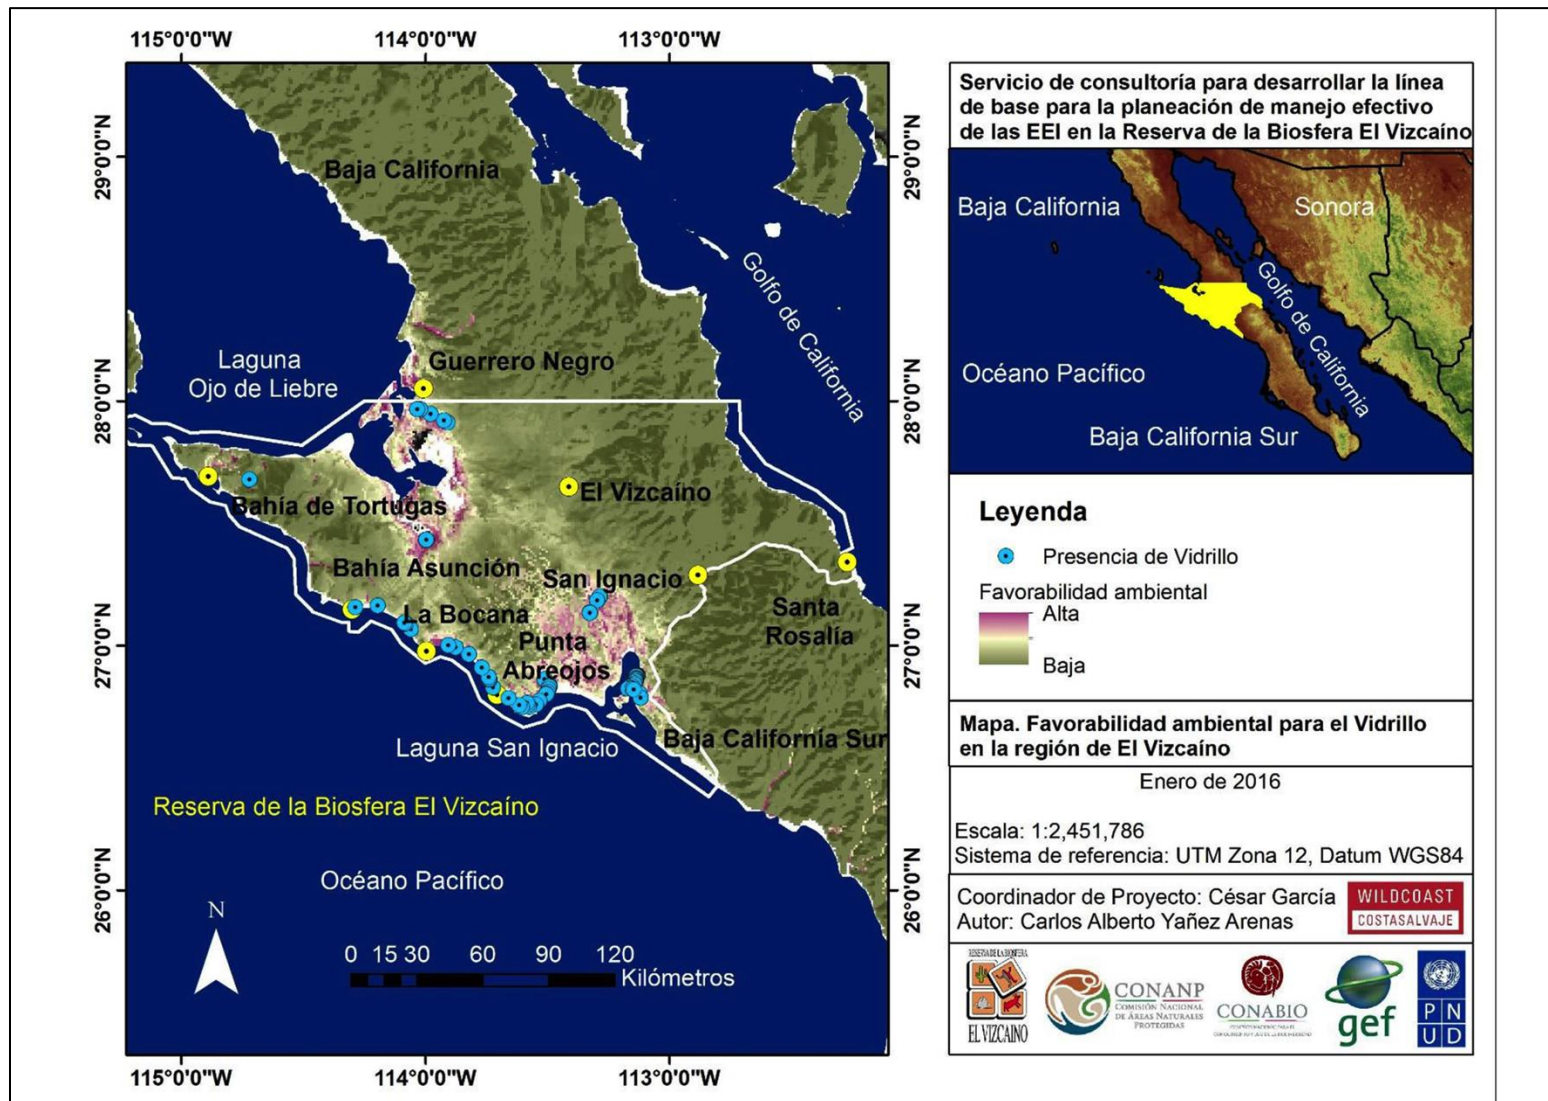 115°0'0"W 114°0'0"W 113°0'0"W
29°0'0"N
28°0'0"N
27°0'0"N
26°0'0"N
Baja California
Golfo de California
Laguna
Ojo de Liebre
Guerrero Negro
El Vizcaíno
Bahía de Tortugas
Bahía Asunción
San Ignacio
La Bocana
Santa
Rosalía
Punta
Abreojos
Baja California Sur
Laguna San Ignacio
Reserva de la Biosfera El Vizcaíno
Océano Pacífico
N
0 15 30 60 90 120
Kilómetros
29°0'0"N
28°0'0"N
27°0'0"N
26°0'0"N
115°0'0"W 114°0'0"W 113°0'0"W
Servicio de consultoría para desarrollar la línea
de base para la planeación de manejo efectivo
de las EEI en la Reserva de la Biosfera El Vizcaíno
Baja California
Sonora
Golfo de California
Océano Pacífico
Baja California Sur
Leyenda
Presencia de Vidrillo
Favorabilidad ambiental
Alta
Baja
Mapa. Favorabilidad ambiental para el Vidrillo
en la región de El Vizcaíno
Enero de 2016
Escala: 1:2,451,786
Sistema de referencia: UTM Zona 12, Datum WGS84
Coordinador de Proyecto: César García
Autor: Carlos Alberto Yañez Arenas
WILDCOAST
COSTASALVAJE
RESERVA DE LA BIOSFERA
EL VIZCAINO
CONANP
COMISIÓN NACIONAL
DE ÁREAS NATURALES
PROTEGIDAS
CONABIO
gef
P N
U D